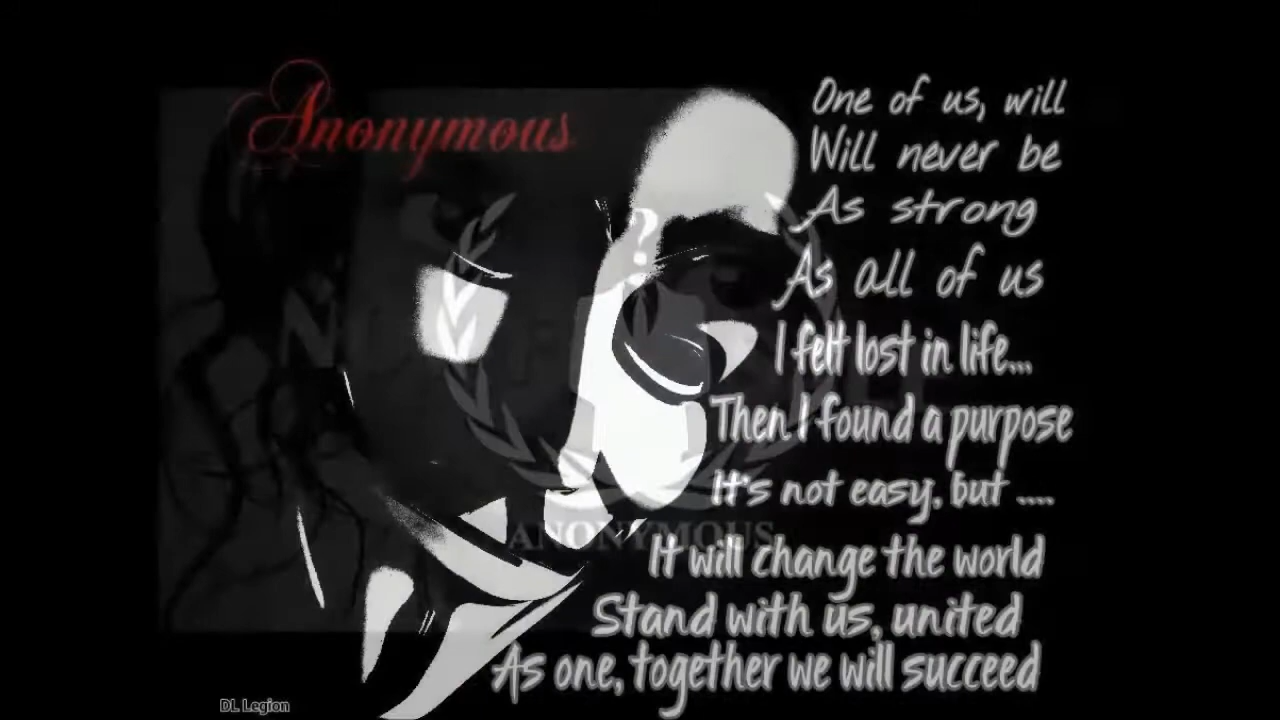 Anonymous
One of us, will
Will never be
As strong
As all of us
I felt lost in life...
Then I found a purpose
It's not easy, but ....
It will change the world
Stand with us, united
As one, together we will succeed
?
ANONYMOUS
DL Legion